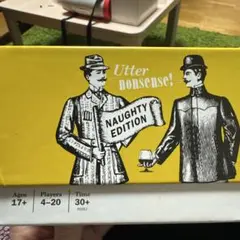 Utter
nonsense!
NAUGHTY
EDITION
Ages Players Time
17+ 4–20 30+